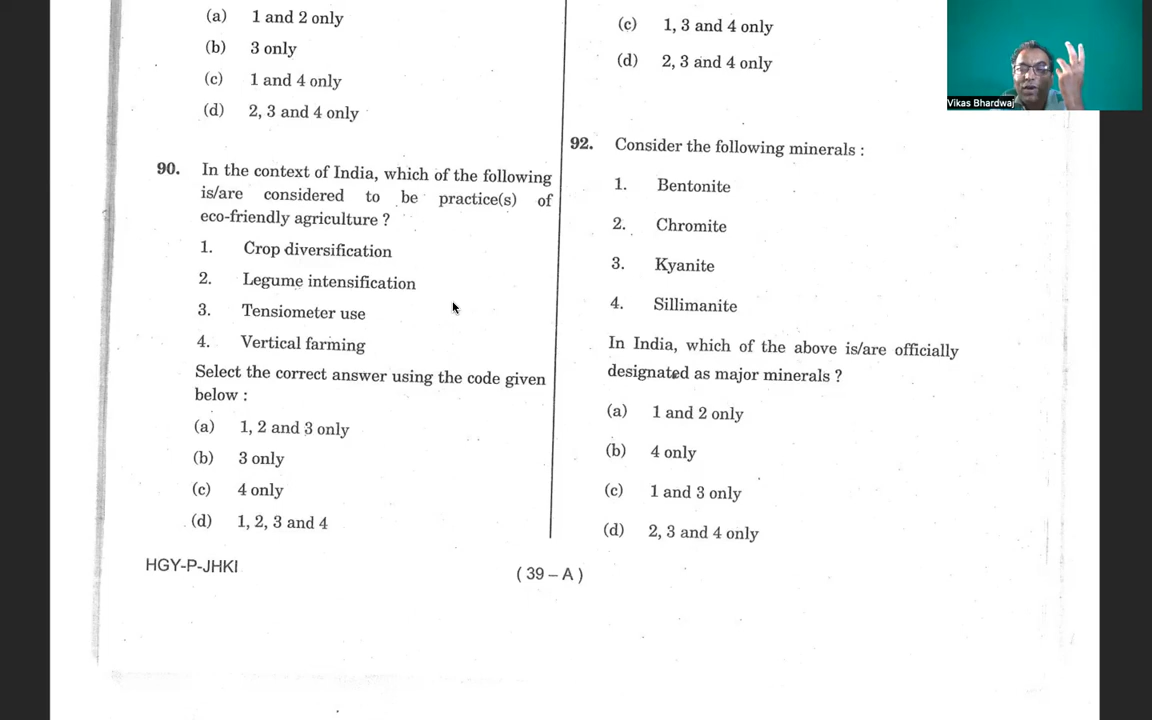 (a) 1 and 2 only
(b) 3 only
(c) 1 and 4 only
(d) 2, 3 and 4 only
90. In the context of India, which of the following
is/are considered to be practice(s) of
eco-friendly agriculture ?
1. Crop diversification
2. Legume intensification
3. Tensiometer use
4. Vertical farming
Select the correct answer using the code given
below :
(a) 1, 2 and 3 only
(b) 3 only
(c) 4 only
(d) 1, 2, 3 and 4
HGY-P-JHKI
(c) 1, 3 and 4 only
(d) 2, 3 and 4 only
92. Consider the following minerals :
1. Bentonite
2. Chromite
3. Kyanite
4. Sillimanite
In India, which of the above is/are officially
designated as major minerals ?
(a) 1 and 2 only
(b) 4 only
(c) 1 and 3 only
(d) 2, 3 and 4 only
( 39 – A )
Vikas Bhardwaj